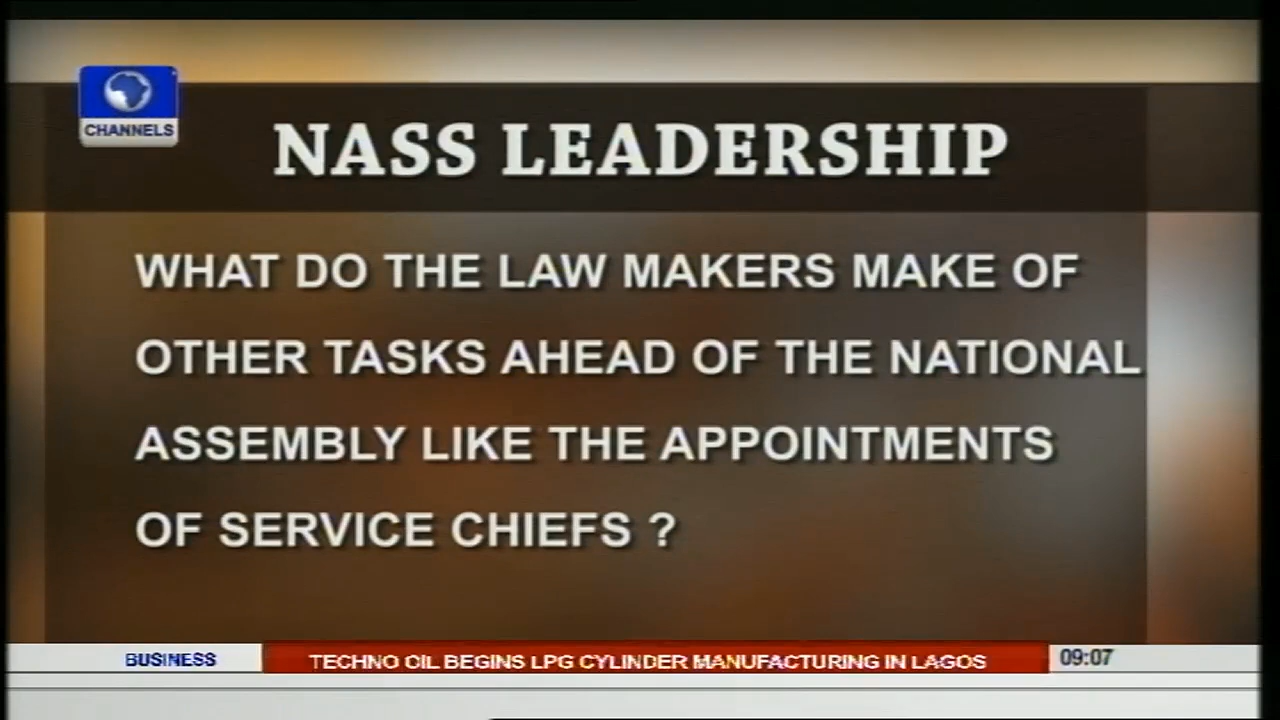 CHANNELS
NASS LEADERSHIP
WHAT DO THE LAW MAKERS MAKE OF
OTHER TASKS AHEAD OF THE NATIONAL
ASSEMBLY LIKE THE APPOINTMENTS
OF SERVICE CHIEFS ?
BUSINESS
TECHNO OIL BEGINS LPG CYLINDER MANUFACTURING IN LAGOS
09:07